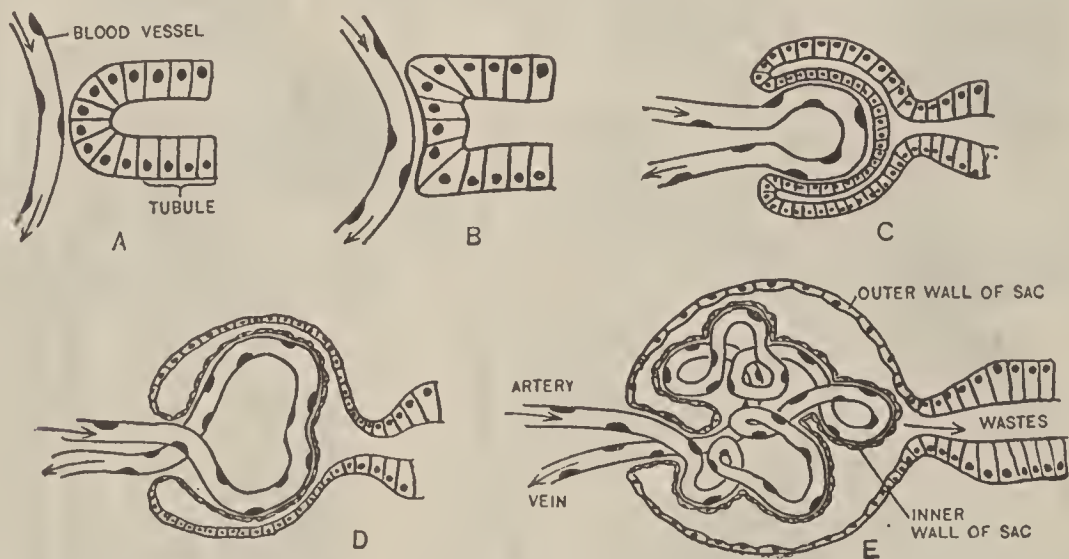 BLOOD VESSEL
TUBULE
A
B
C
D
ARTERY
VEIN
OUTER WALL OF SAC
WASTES
INNER
WALL OF SAC
E